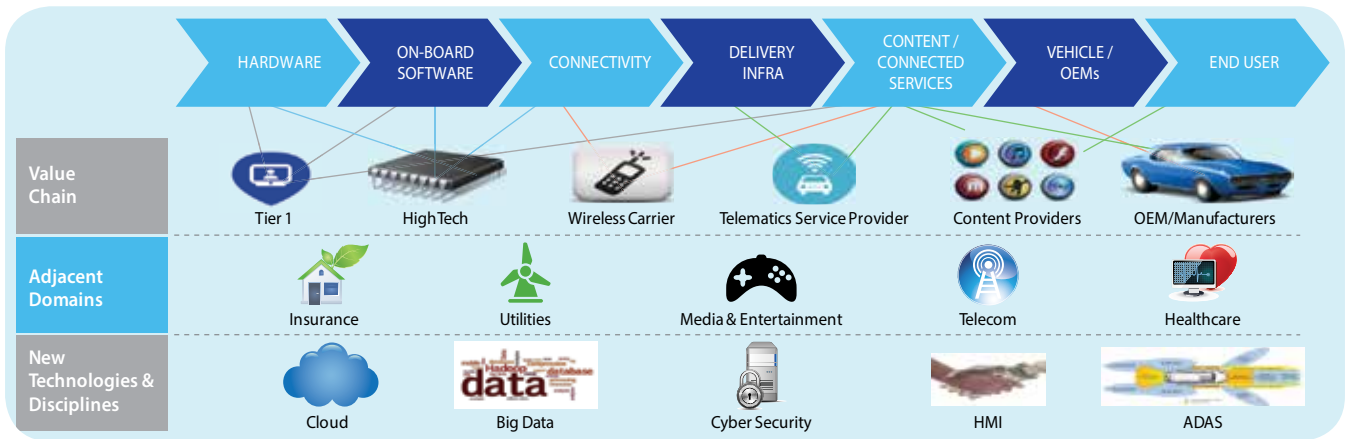 HARDWARE
ON-BOARD
SOFTWARE
CONNECTIVITY
DELIVERY
INFRA
CONTENT /
CONNECTED
SERVICES
VEHICLE /
OEMs
END USER
Value
Chain
Tier 1
HighTech
Wireless Carrier
Telematics Service Provider
Content Providers
OEM/Manufacturers
Adjacent
Domains
Insurance
Utilities
Media & Entertainment
Telecom
Healthcare
New
Technologies &
Disciplines
Hadoop
database
data
Cloud
Big Data
Cyber Security
HMI
ADAS